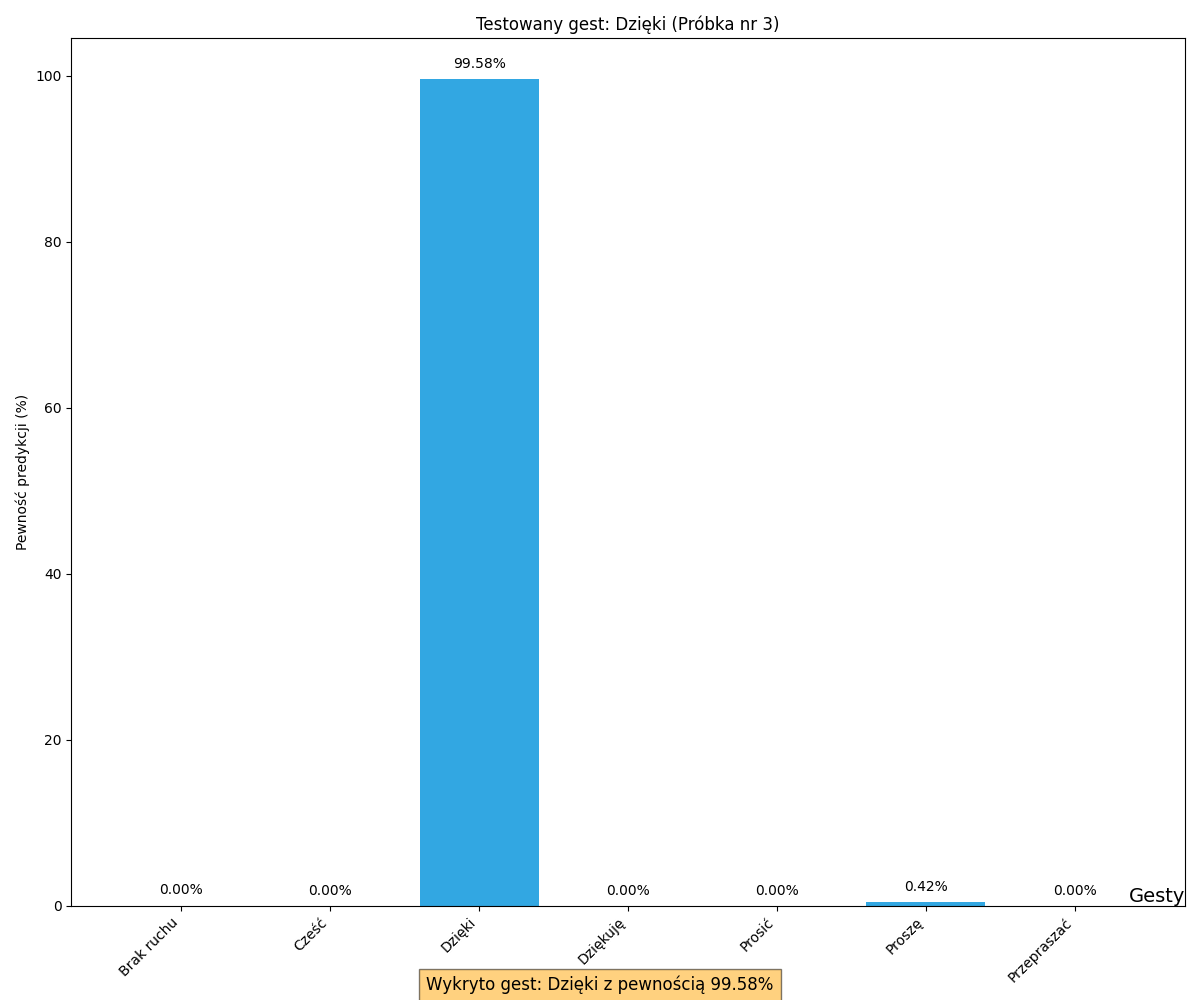 Testowany gest: Dzięki (Próbka nr 3)
99.58%
100
80
60
40
20
0
Pewność predykcji (%)
0.00%
0.00%
0.00%
0.00%
0.42%
0.00%
Gesty
Brak ruchu
Cześć
Dzięki
Dziękuję
Prosić
Proszę
Przepraszać
Wykryto gest: Dzięki z pewnością 99.58%